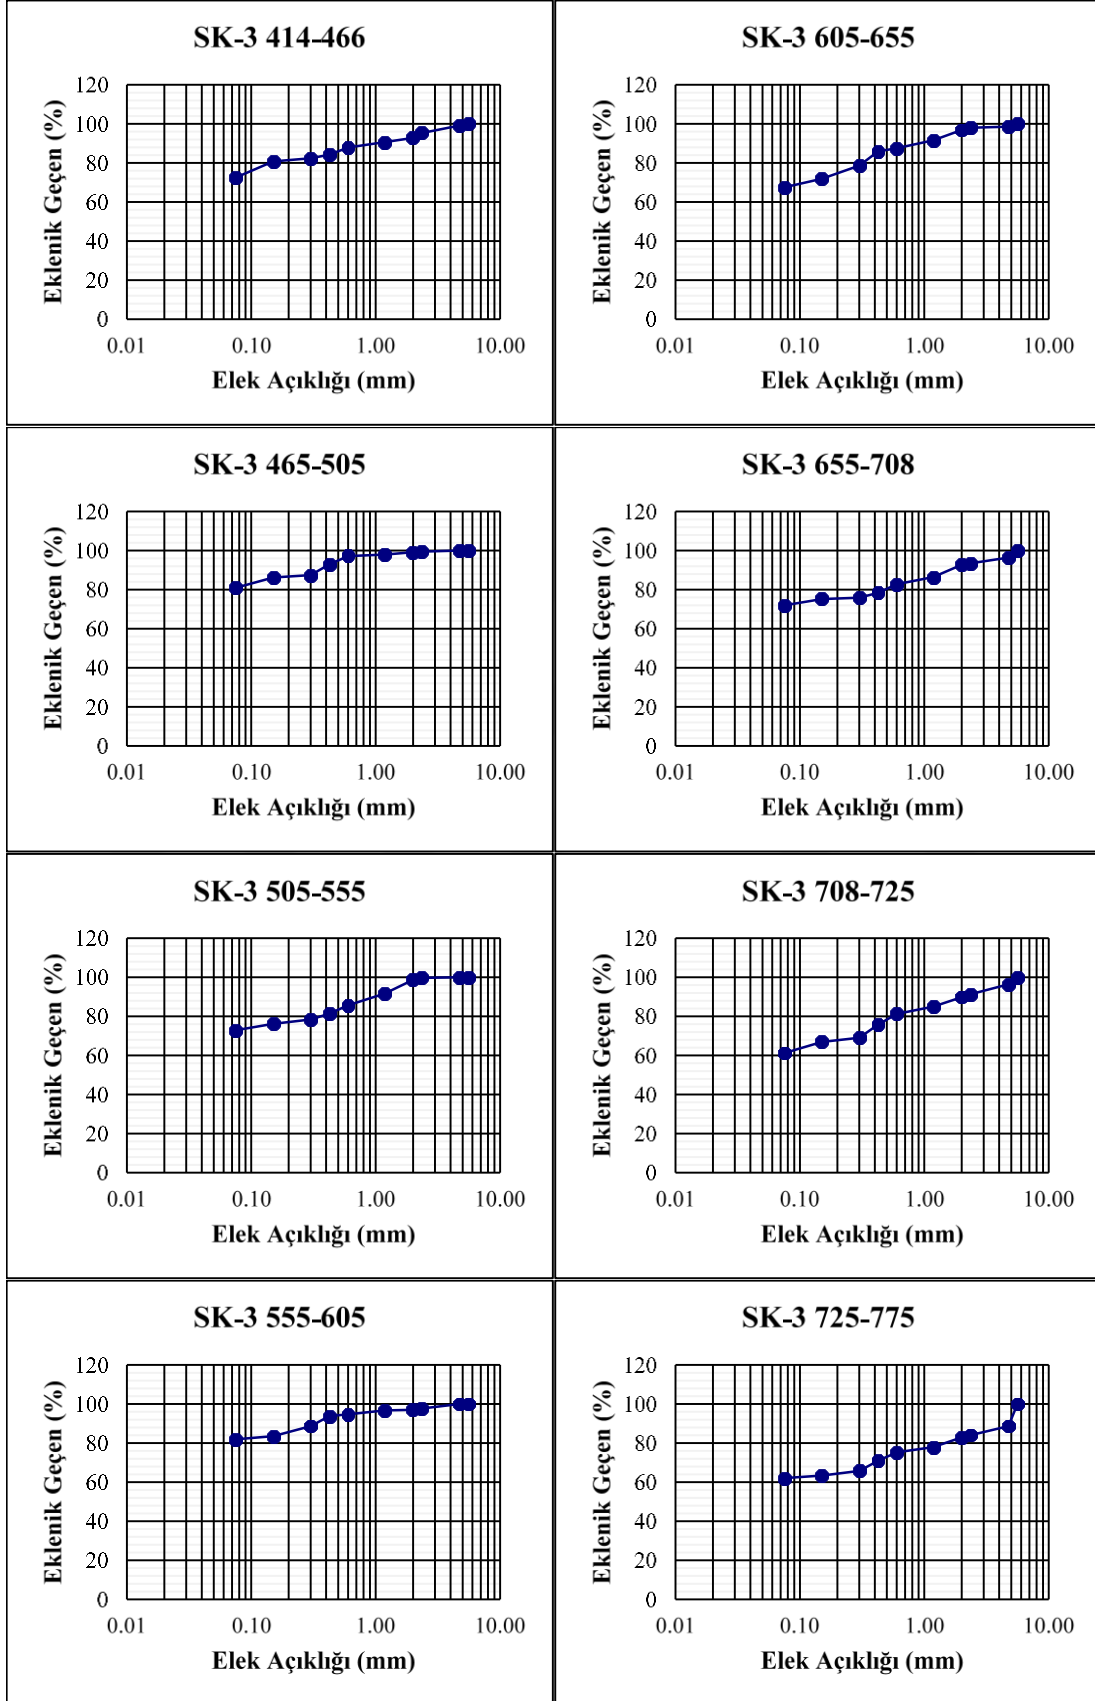 SK-3 414-466
120
100
80
60
40
20
0
0.01 0.10 1.00 10.00
Eklenik Geçen (%)
Elek Açıklığı (mm)
SK-3 605-655
120
100
80
60
40
20
0
0.01 0.10 1.00 10.00
Eklenik Geçen (%)
Elek Açıklığı (mm)
SK-3 465-505
120
100
80
60
40
20
0
0.01 0.10 1.00 10.00
Eklenik Geçen (%)
Elek Açıklığı (mm)
SK-3 655-708
120
100
80
60
40
20
0
0.01 0.10 1.00 10.00
Eklenik Geçen (%)
Elek Açıklığı (mm)
SK-3 505-555
120
100
80
60
40
20
0
0.01 0.10 1.00 10.00
Eklenik Geçen (%)
Elek Açıklığı (mm)
SK-3 708-725
120
100
80
60
40
20
0
0.01 0.10 1.00 10.00
Eklenik Geçen (%)
Elek Açıklığı (mm)
SK-3 555-605
120
100
80
60
40
20
0
0.01 0.10 1.00 10.00
Eklenik Geçen (%)
Elek Açıklığı (mm)
SK-3 725-775
120
100
80
60
40
20
0
0.01 0.10 1.00 10.00
Eklenik Geçen (%)
Elek Açıklığı (mm)